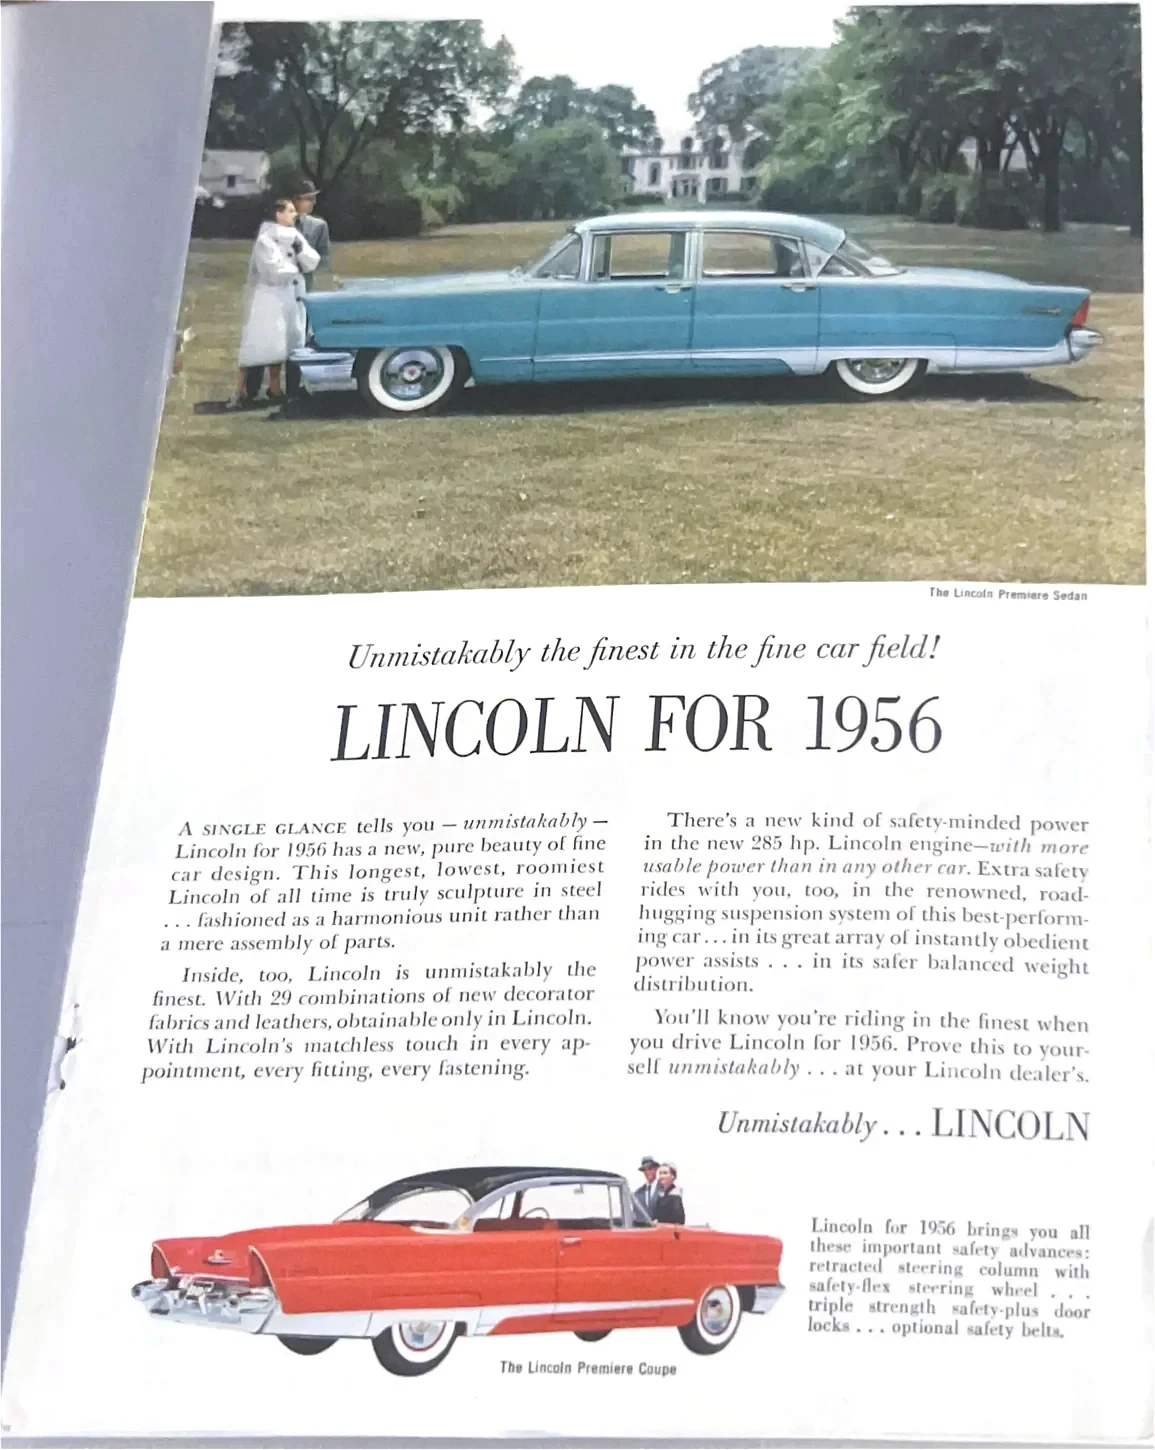 The Lincoln Premiere Sedan
Unmistakably the finest in the fine car field!
LINCOLN FOR 1956
A SINGLE GLANCE tells you — unmistakably —
Lincoln for 1956 has a new, pure beauty of fine
car design. This longest, lowest, roomiest
Lincoln of all time is truly sculpture in steel
. . . fashioned as a harmonious unit rather than
a mere assembly of parts.
Inside, too, Lincoln is unmistakably the
finest. With 29 combinations of new decorator
fabrics and leathers, obtainable only in Lincoln.
With Lincoln's matchless touch in every ap-
pointment, every fitting, every fastening.
There's a new kind of safety-minded power
in the new 285 hp. Lincoln engine—with more
usable power than in any other car. Extra safety
rides with you, too, in the renowned, road-
hugging suspension system of this best-perform-
ing car . . . in its great array of instantly obedient
power assists . . . in its safer balanced weight
distribution.
You'll know you're riding in the finest when
you drive Lincoln for 1956. Prove this to your-
self unmistakably . . . at your Lincoln dealer's.
Unmistakably . . . LINCOLN
Lincoln for 1956 brings you all
these important safety advances:
retracted steering column with
safety-flex steering wheel . . .
triple strength safety-plus door
locks . . . optional safety belts.
The Lincoln Premiere Coupe